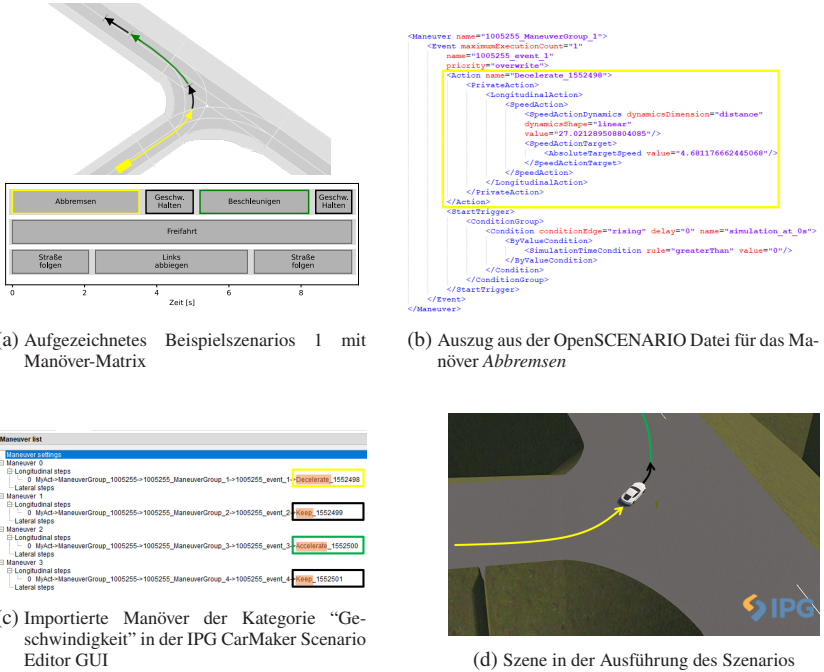 Abbremsen
Geschw.
Halten
Beschleunigen
Geschw.
Halten
Freifahrt
Straße
folgen
Links
abbiegen
Straße
folgen
0 2 4 6 8
Zeit [s]
(a) Aufgezeichnetes Beispielszenarios 1 mit
Manöver-Matrix
<Maneuver name="1005255_ManeuverGroup_1">
<Event maximumExecutionCount="1"
name="1005255_event_1"
priority="overwrite">
<Action name="Decelerate_1552498">
<PrivateAction>
<LongitudinalAction>
<SpeedAction>
<SpeedActionDynamics dynamicsDimension="distance"
dynamicsShape="linear"
value="27.021289508804085"/>
<SpeedActionTarget>
<AbsoluteTargetSpeed value="4.681176662445068"/>
</SpeedActionTarget>
</SpeedAction>
</LongitudinalAction>
</PrivateAction>
</Action>
<StartTrigger>
<ConditionGroup>
<Condition conditionEdge="rising" delay="0" name="simulation_at_0s">
<ByValueCondition>
<SimulationTimeCondition rule="greaterThan" value="0"/>
</ByValueCondition>
</Condition>
</ConditionGroup>
</StartTrigger>
</Event>
</Maneuver>
(b) Auszug aus der OpenSCENARIO Datei für das Ma-
növer Abbremsen
Maneuver list
Maneuver settings
Maneuver 0
Longitudinal steps
0 MyAct->ManeuverGroup_1005255->1005255_ManeuverGroup_1->1005255_event_1->Decelerate_1552498
Lateral steps
Maneuver 1
Longitudinal steps
0 MyAct->ManeuverGroup_1005255->1005255_ManeuverGroup_2->1005255_event_2->Keep_1552499
Lateral steps
Maneuver 2
Longitudinal steps
0 MyAct->ManeuverGroup_1005255->1005255_ManeuverGroup_3->1005255_event_3->Accelerate_1552500
Lateral steps
Maneuver 3
Longitudinal steps
0 MyAct->ManeuverGroup_1005255->1005255_ManeuverGroup_4->1005255_event_4->Keep_1552501
Lateral steps
(c) Importierte Manöver der Kategorie “Ge-
schwindigkeit” in der IPG CarMaker Scenario
Editor GUI
IPG
(d) Szene in der Ausführung des Szenarios